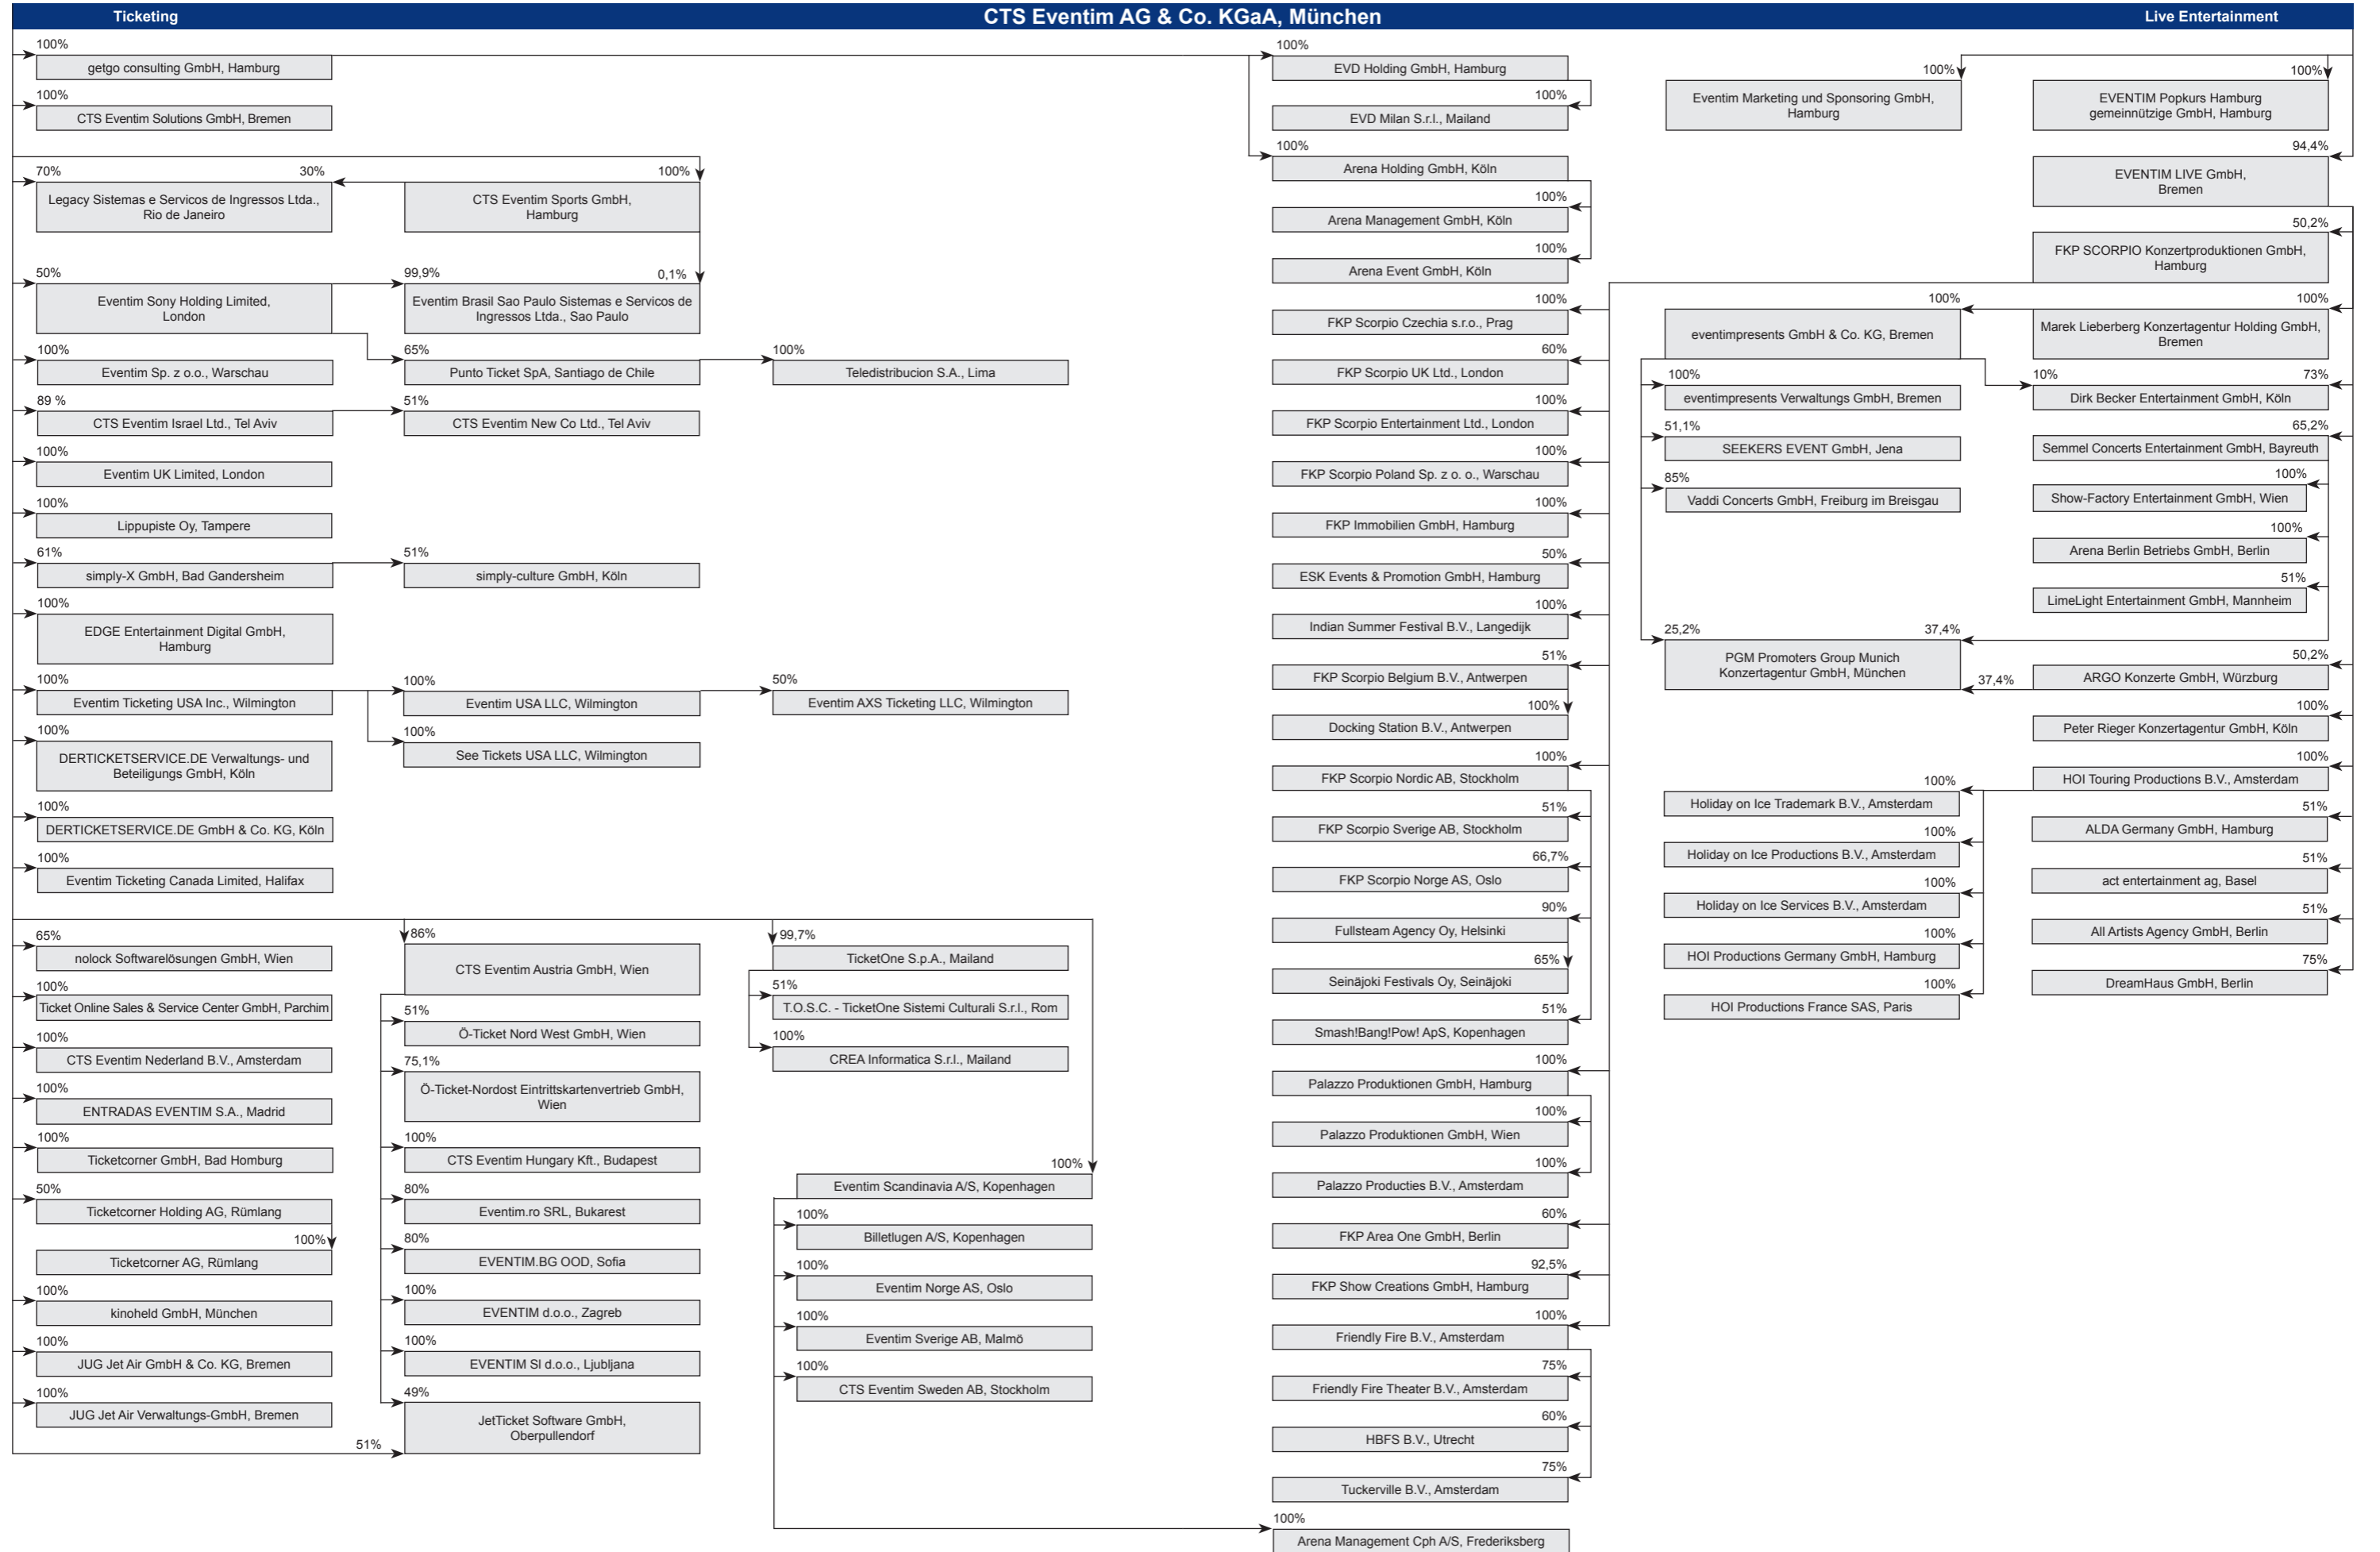 Ticketing
CTS Eventim AG & Co. KGaA, München
Live Entertainment
100%
getgo consulting GmbH, Hamburg
100%
CTS Eventim Solutions GmbH, Bremen
70%
30%
Legacy Sistemas e Servicos de Ingressos Ltda.,
Rio de Janeiro
100%
CTS Eventim Sports GmbH,
Hamburg
50%
Eventim Sony Holding Limited,
London
99,9%
0,1%
Eventim Brasil Sao Paulo Sistemas e Servicos de
Ingressos Ltda., Sao Paulo
100%
Eventim Sp. z o.o., Warschau
65%
Punto Ticket SpA, Santiago de Chile
100%
Teledistribucion S.A., Lima
89 %
CTS Eventim Israel Ltd., Tel Aviv
51%
CTS Eventim New Co Ltd., Tel Aviv
100%
Eventim UK Limited, London
100%
Lippupiste Oy, Tampere
61%
simply-X GmbH, Bad Gandersheim
51%
simply-culture GmbH, Köln
100%
EDGE Entertainment Digital GmbH,
Hamburg
100%
Eventim Ticketing USA Inc., Wilmington
100%
Eventim USA LLC, Wilmington
50%
Eventim AXS Ticketing LLC, Wilmington
100%
DERTICKETSERVICE.DE Verwaltungs- und
Beteiligungs GmbH, Köln
100%
See Tickets USA LLC, Wilmington
100%
DERTICKETSERVICE.DE GmbH & Co. KG, Köln
100%
Eventim Ticketing Canada Limited, Halifax
65%
nolock Softwarelösungen GmbH, Wien
100%
Ticket Online Sales & Service Center GmbH, Parchim
100%
CTS Eventim Nederland B.V., Amsterdam
100%
ENTRADAS EVENTIM S.A., Madrid
100%
Ticketcorner GmbH, Bad Homburg
50%
Ticketcorner Holding AG, Rümlang
100%
Ticketcorner AG, Rümlang
100%
kinoheld GmbH, München
100%
JUG Jet Air GmbH & Co. KG, Bremen
100%
JUG Jet Air Verwaltungs-GmbH, Bremen
86%
CTS Eventim Austria GmbH, Wien
51%
Ö-Ticket Nord West GmbH, Wien
75,1%
Ö-Ticket-Nordost Eintrittskartenvertrieb GmbH,
Wien
100%
CTS Eventim Hungary Kft., Budapest
80%
Eventim.ro SRL, Bukarest
80%
EVENTIM.BG OOD, Sofia
100%
EVENTIM d.o.o., Zagreb
100%
EVENTIM SI d.o.o., Ljubljana
49%
JetTicket Software GmbH,
Oberpullendorf
51%
99,7%
TicketOne S.p.A., Mailand
51%
T.O.S.C. - TicketOne Sistemi Culturali S.r.l., Rom
100%
CREA Informatica S.r.l., Mailand
100%
Eventim Scandinavia A/S, Kopenhagen
100%
Billetlugen A/S, Kopenhagen
100%
Eventim Norge AS, Oslo
100%
Eventim Sverige AB, Malmö
100%
CTS Eventim Sweden AB, Stockholm
100%
EVD Holding GmbH, Hamburg
100%
EVD Milan S.r.l., Mailand
100%
Arena Holding GmbH, Köln
100%
Arena Management GmbH, Köln
100%
Arena Event GmbH, Köln
100%
FKP Scorpio Czechia s.r.o., Prag
60%
FKP Scorpio UK Ltd., London
100%
FKP Scorpio Entertainment Ltd., London
100%
FKP Scorpio Poland Sp. z o. o., Warschau
100%
FKP Immobilien GmbH, Hamburg
50%
ESK Events & Promotion GmbH, Hamburg
100%
Indian Summer Festival B.V., Langedijk
51%
FKP Scorpio Belgium B.V., Antwerpen
100%
Docking Station B.V., Antwerpen
100%
FKP Scorpio Nordic AB, Stockholm
51%
FKP Scorpio Sverige AB, Stockholm
66,7%
FKP Scorpio Norge AS, Oslo
90%
Fullsteam Agency Oy, Helsinki
65%
Seinäjoki Festivals Oy, Seinäjoki
51%
Smash!Bang!Pow! ApS, Kopenhagen
100%
Palazzo Produktionen GmbH, Hamburg
100%
Palazzo Produktionen GmbH, Wien
100%
Palazzo Producties B.V., Amsterdam
60%
FKP Area One GmbH, Berlin
92,5%
FKP Show Creations GmbH, Hamburg
100%
Friendly Fire B.V., Amsterdam
75%
Friendly Fire Theater B.V., Amsterdam
60%
HBFS B.V., Utrecht
75%
Tuckerville B.V., Amsterdam
100%
Arena Management Cph A/S, Frederiksberg
100%
Eventim Marketing und Sponsoring GmbH,
Hamburg
100%
EVENTIM Popkurs Hamburg
gemeinnützige GmbH, Hamburg
94,4%
EVENTIM LIVE GmbH,
Bremen
50,2%
FKP SCORPIO Konzertproduktionen GmbH,
Hamburg
100%
eventimpresents GmbH & Co. KG, Bremen
100%
Marek Lieberberg Konzertagentur Holding GmbH,
Bremen
100%
eventimpresents Verwaltungs GmbH, Bremen
10%
73%
Dirk Becker Entertainment GmbH, Köln
51,1%
SEEKERS EVENT GmbH, Jena
65,2%
Semmel Concerts Entertainment GmbH, Bayreuth
85%
Vaddi Concerts GmbH, Freiburg im Breisgau
100%
Show-Factory Entertainment GmbH, Wien
100%
Arena Berlin Betriebs GmbH, Berlin
51%
LimeLight Entertainment GmbH, Mannheim
25,2%
37,4%
PGM Promoters Group Munich
Konzertagentur GmbH, München
37,4%
50,2%
ARGO Konzerte GmbH, Würzburg
100%
Peter Rieger Konzertagentur GmbH, Köln
100%
HOI Touring Productions B.V., Amsterdam
100%
Holiday on Ice Trademark B.V., Amsterdam
100%
Holiday on Ice Productions B.V., Amsterdam
100%
Holiday on Ice Services B.V., Amsterdam
100%
HOI Productions Germany GmbH, Hamburg
100%
HOI Productions France SAS, Paris
51%
ALDA Germany GmbH, Hamburg
51%
act entertainment ag, Basel
51%
All Artists Agency GmbH, Berlin
75%
DreamHaus GmbH, Berlin